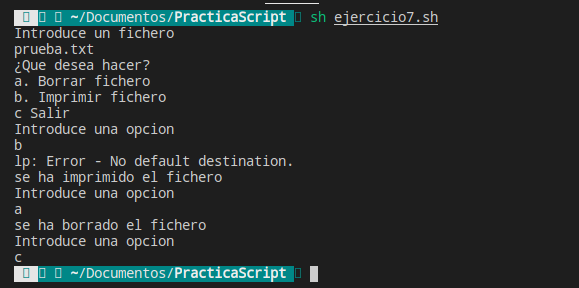 ~/Documentos/PracticaScript sh ejercicio7.sh
Introduce un fichero
prueba.txt
¿Que desea hacer?
a. Borrar fichero
b. Imprimir fichero
c Salir
Introduce una opcion
b
lp: Error - No default destination.
se ha imprimido el fichero
Introduce una opcion
a
se ha borrado el fichero
Introduce una opcion
c
~/Documentos/PracticaScript